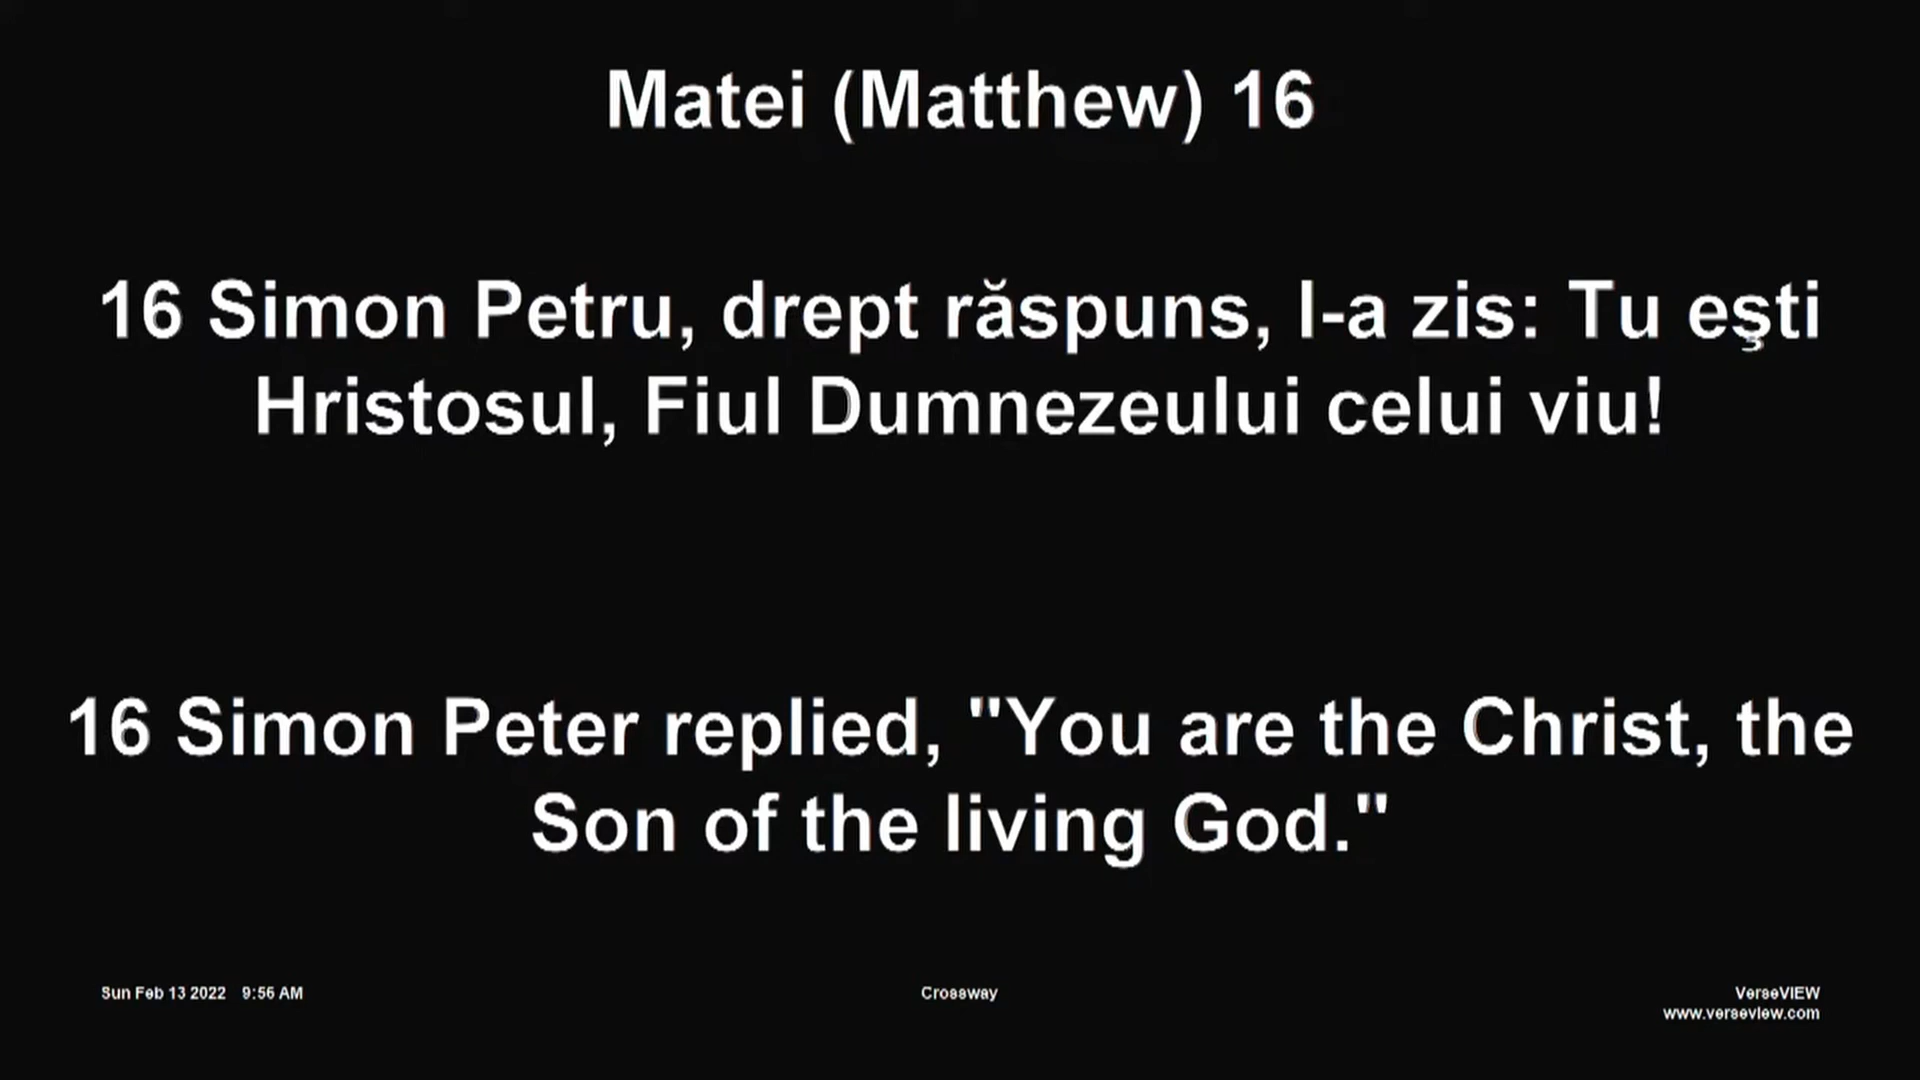 Matei (Matthew) 16
16 Simon Petru, drept răspuns, I-a zis: Tu eşti
Hristosul, Fiul Dumnezeului celui viu!
16 Simon Peter replied, "You are the Christ, the
Son of the living God."
Sun Feb 13 2022 9:56 AM
Crossway
VerseVIEW
www.verseview.com